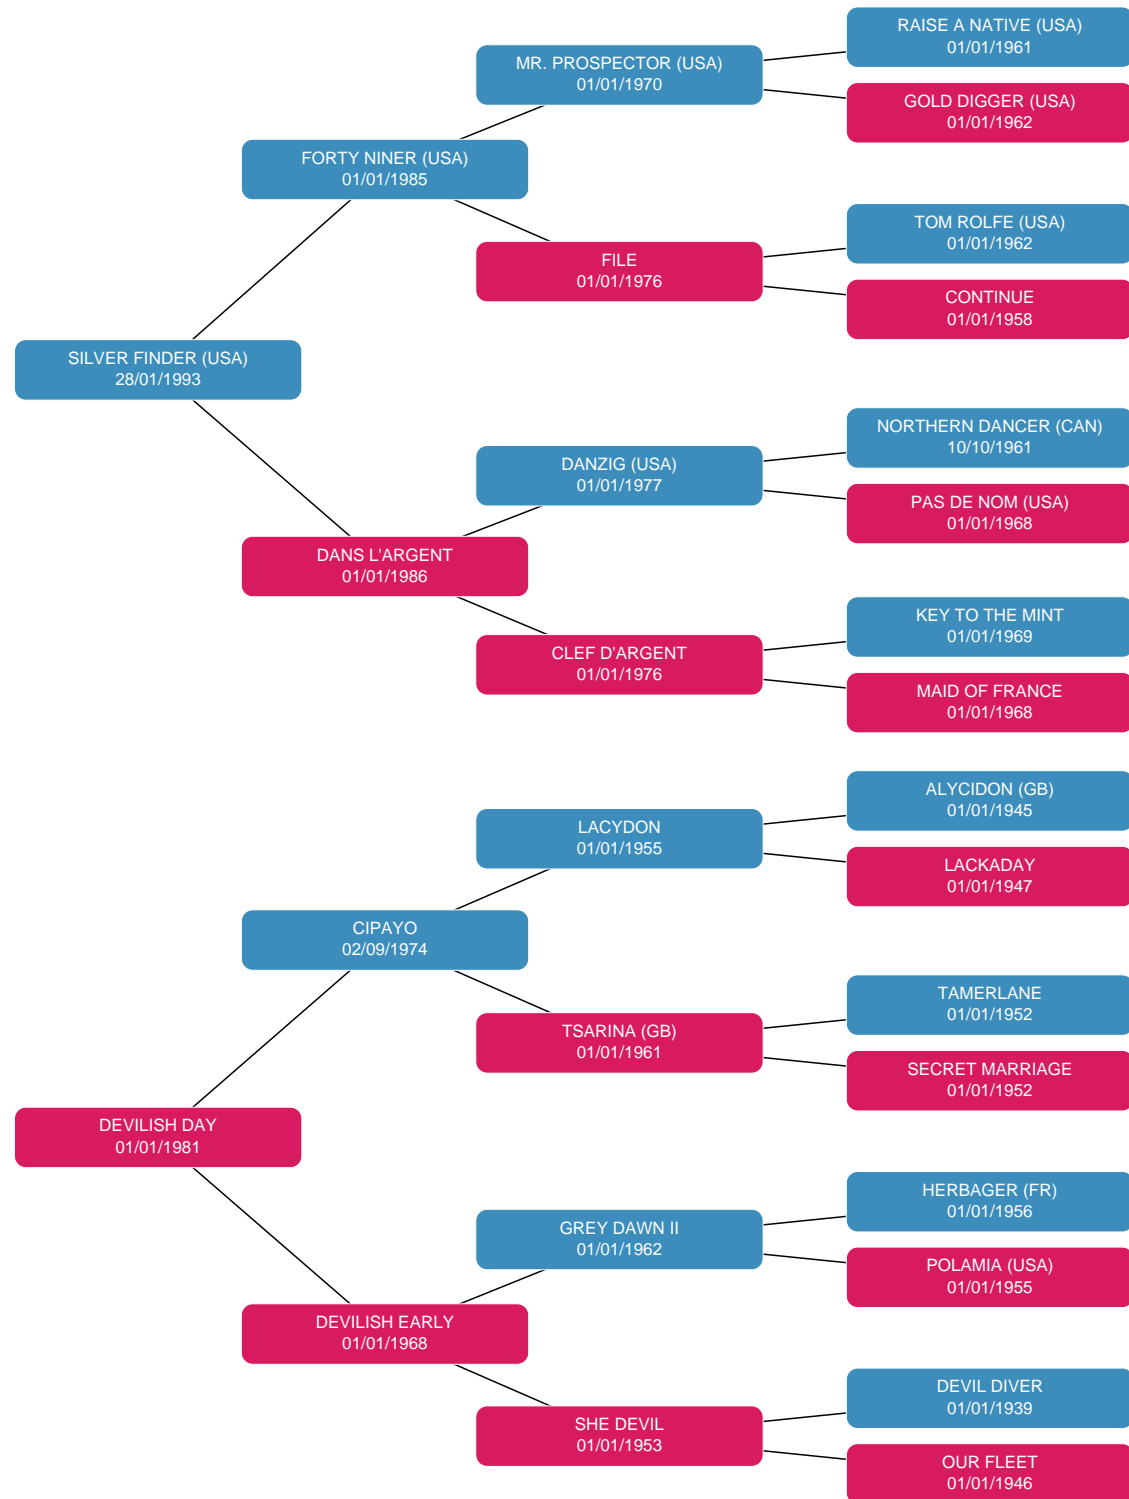 RAISE A NATIVE (USA)
01/01/1961
MR. PROSPECTOR (USA)
01/01/1970
GOLD DIGGER (USA)
01/01/1962
FORTY NINER (USA)
01/01/1985
TOM ROLFE (USA)
01/01/1962
FILE
01/01/1976
CONTINUE
01/01/1958
SILVER FINDER (USA)
28/01/1993
NORTHERN DANCER (CAN)
10/10/1961
DANZIG (USA)
01/01/1977
PAS DE NOM (USA)
01/01/1968
DANS L'ARGENT
01/01/1986
KEY TO THE MINT
01/01/1969
CLEF D'ARGENT
01/01/1976
MAID OF FRANCE
01/01/1968
ALYCIDON (GB)
01/01/1945
LACYDON
01/01/1955
LACKADAY
01/01/1947
CIPAYO
02/09/1974
TAMERLANE
01/01/1952
TSARINA (GB)
01/01/1961
SECRET MARRIAGE
01/01/1952
DEVILISH DAY
01/01/1981
HERBAGER (FR)
01/01/1956
GREY DAWN II
01/01/1962
POLAMIA (USA)
01/01/1955
DEVILISH EARLY
01/01/1968
DEVIL DIVER
01/01/1939
SHE DEVIL
01/01/1953
OUR FLEET
01/01/1946